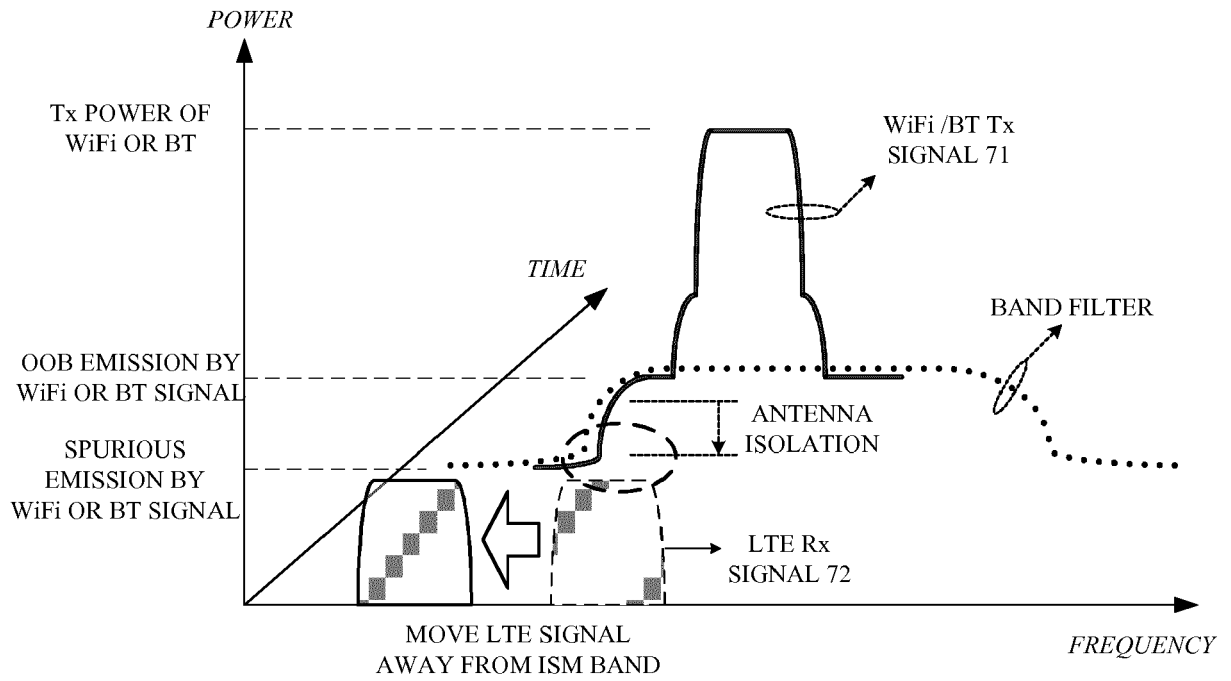 POWER
Tx POWER OF
WiFi OR BT
WiFi /BT Tx
SIGNAL 71
TIME
BAND FILTER
OOB EMISSION BY
WiFi OR BT SIGNAL
ANTENNA
ISOLATION
SPURIOUS
EMISSION BY
WiFi OR BT SIGNAL
LTE Rx
SIGNAL 72
MOVE LTE SIGNAL
AWAY FROM ISM BAND
FREQUENCY